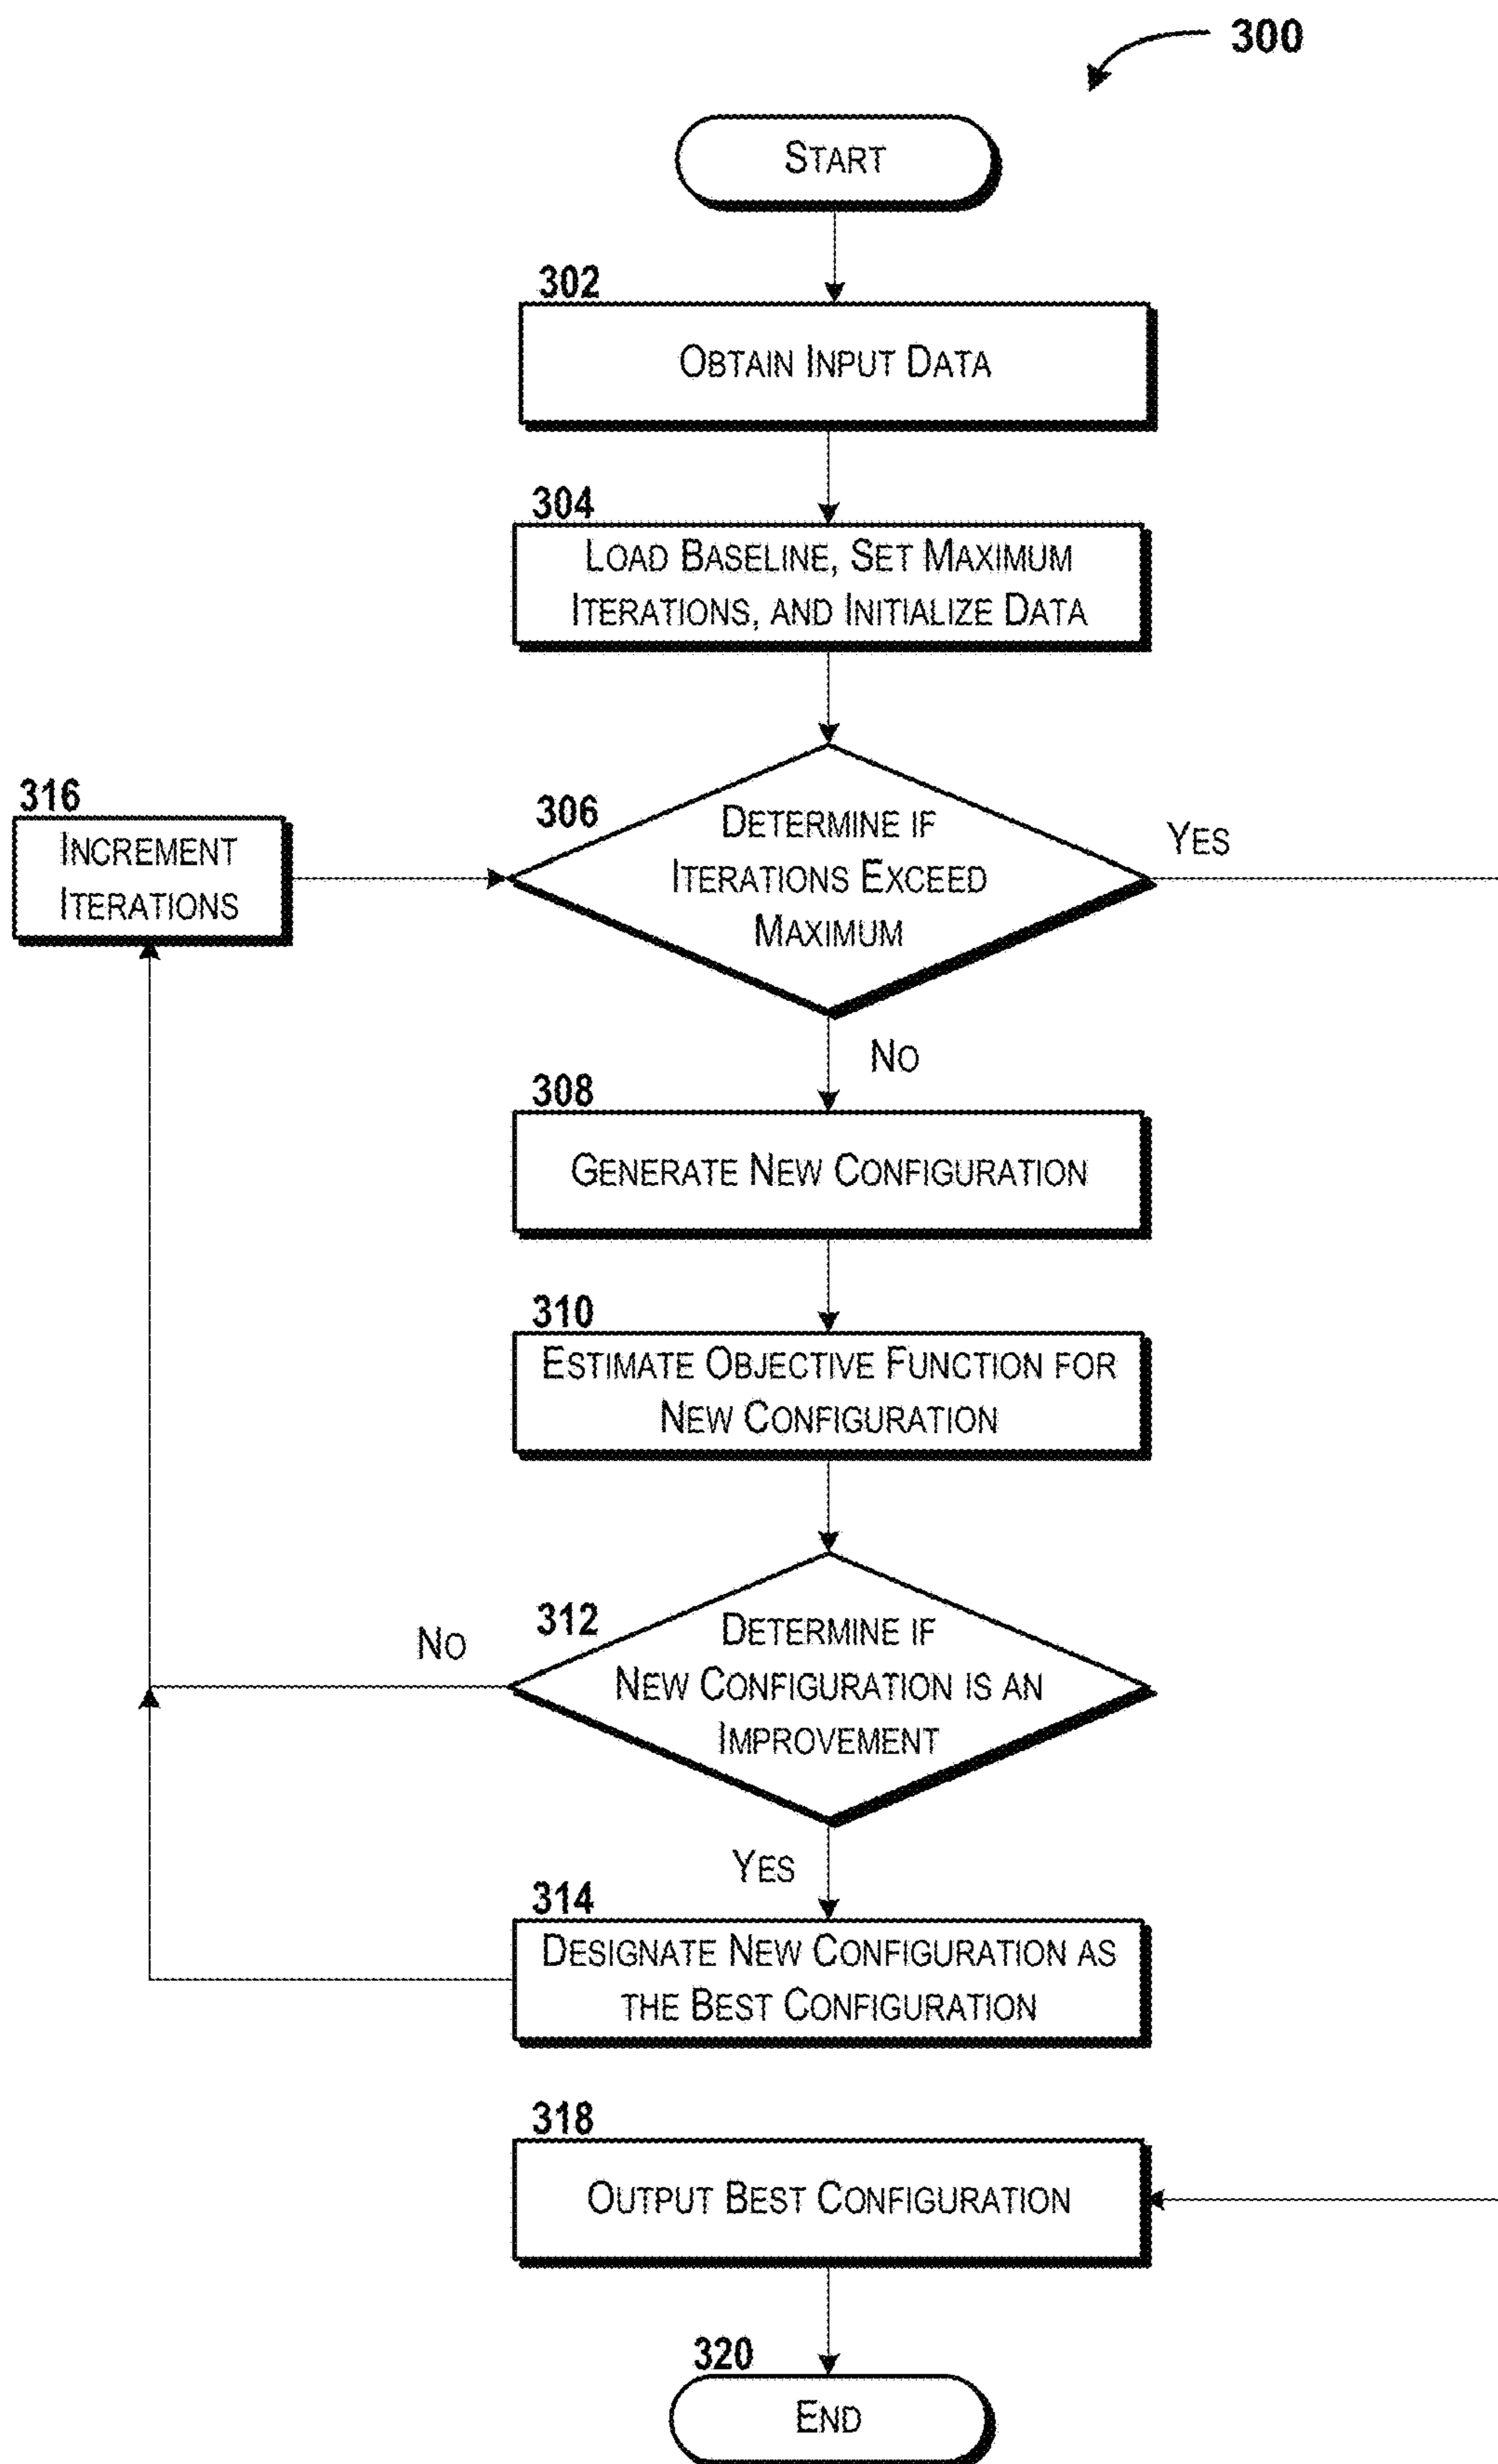 300
START
302
OBTAIN INPUT DATA
304
LOAD BASELINE, SET MAXIMUM
ITERATIONS, AND INITIALIZE DATA
316
INCREMENT
ITERATIONS
306
DETERMINE IF
ITERATIONS EXCEED
MAXIMUM
YES
NO
308
GENERATE NEW CONFIGURATION
310
ESTIMATE OBJECTIVE FUNCTION FOR
NEW CONFIGURATION
312
DETERMINE IF
NEW CONFIGURATION IS AN
IMPROVEMENT
NO
YES
314
DESIGNATE NEW CONFIGURATION AS
THE BEST CONFIGURATION
318
OUTPUT BEST CONFIGURATION
320
END